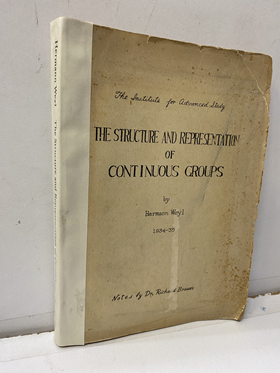 The Institute for Advanced Study
THE STRUCTURE AND REPRESENTATION
OF
CONTINUOUS GROUPS
by
Hermann Weyl
1934-35
Notes by Dr. Richard Brauer
Hermann Weyl The Structure and